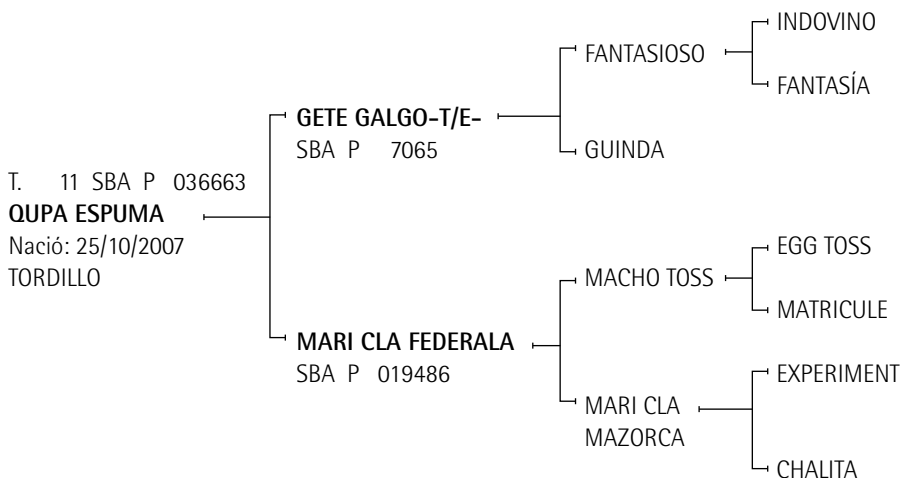 INDOVINO
FANTASIOSO
FANTASÍA
GETE GALGO-T/E-
SBA P 7065
GUINDA
T. 11 SBA P 036663
QUPA ESPUMA
Nació: 25/10/2007
TORDILLO
EGG TOSS
MACHO TOSS
MATRICULE
MARI CLA FEDERALA
SBA P 019486
EXPERIMENT
MARI CLA
MAZORCA
CHALITA